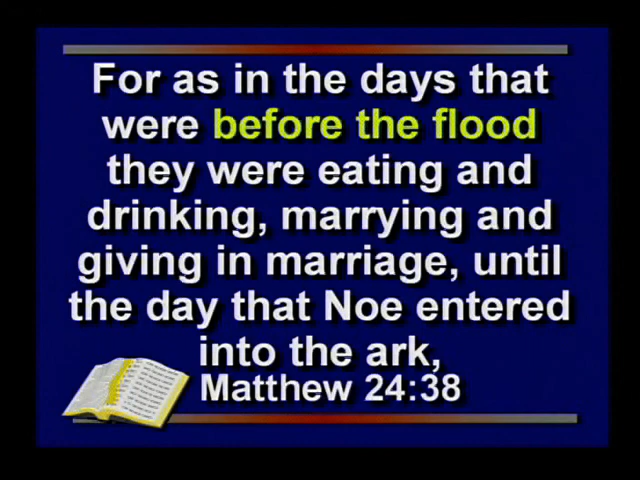 For as in the days that
were before the flood
they were eating and
drinking, marrying and
giving in marriage, until
the day that Noe entered
into the ark,
Matthew 24:38